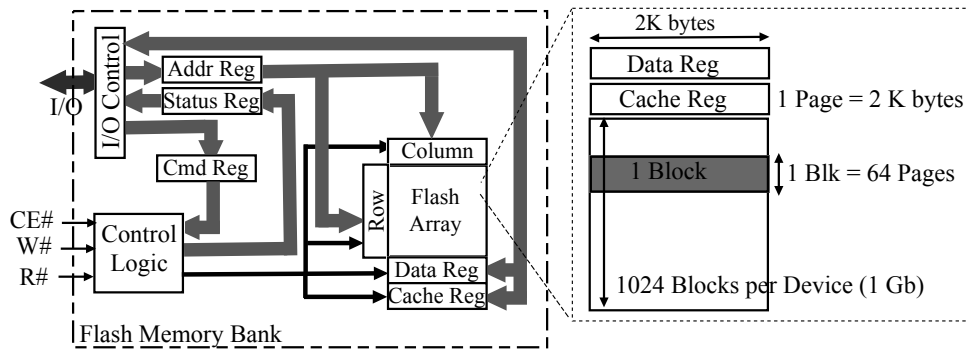 I/O Control
I/O
Addr Reg
Status Reg
Cmd Reg
CE#
W#
R#
Control
Logic
Column
Row
Flash
Array
Data Reg
Cache Reg
Flash Memory Bank
2K bytes
Data Reg
Cache Reg
1 Page = 2 K bytes
1 Block
1 Blk = 64 Pages
1024 Blocks per Device (1 Gb)